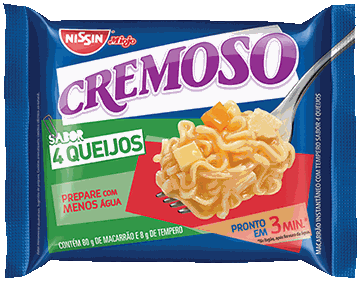 NISSIN Miojo
CREMOSO
SABOR
4 QUEIJOS
PREPARE COM
MENOS ÁGUA
PRONTO
EM 3 MIN.*
CONTÉM 80 g DE MACARRÃO E 8 g DE TEMPERO
MACARRÃO INSTANTÂNEO COM TEMPERO SABOR 4 QUEIJOS